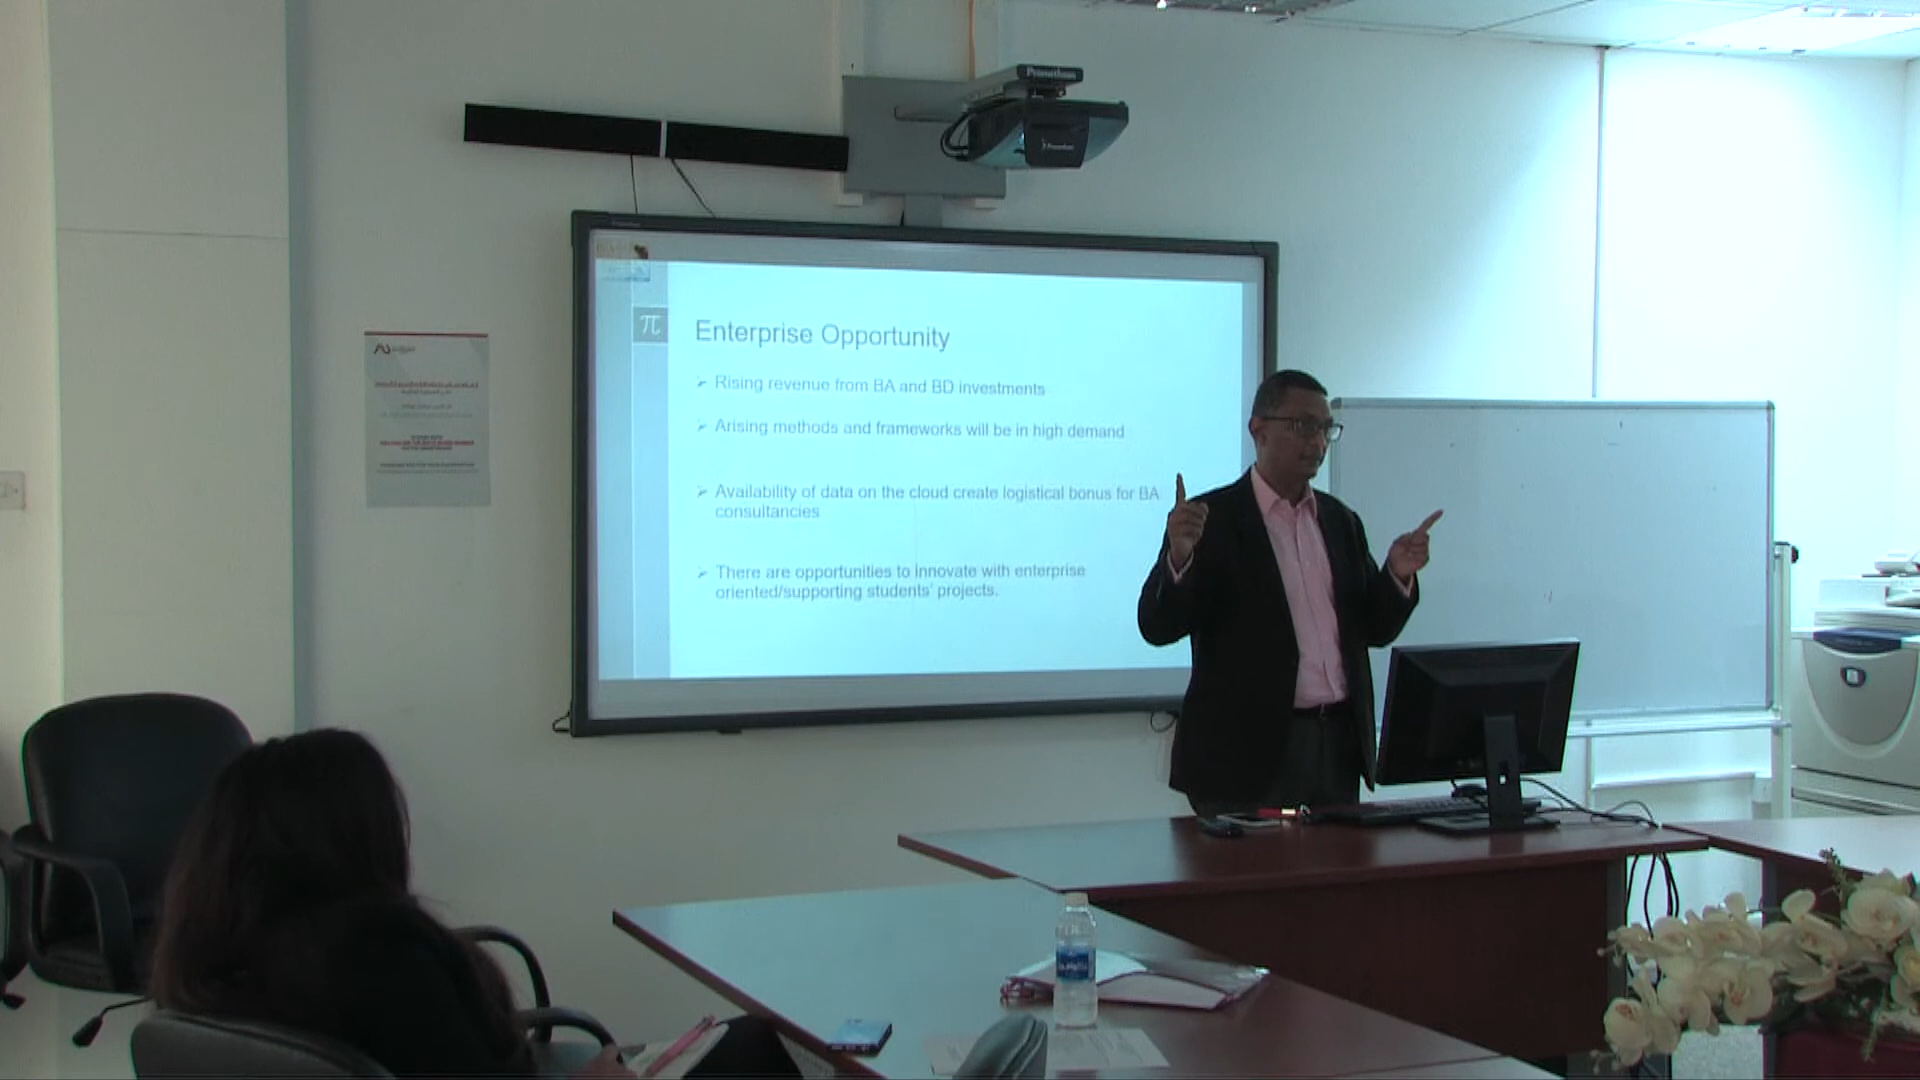 Promethean
π
Enterprise Opportunity
➢ Rising revenue from BA and BD investments
➢ Arising methods and frameworks will be in high demand
➢ Availability of data on the cloud create logistical bonus for BA
consultancies
➢ There are opportunities to innovate with enterprise
oriented/supporting students' projects.